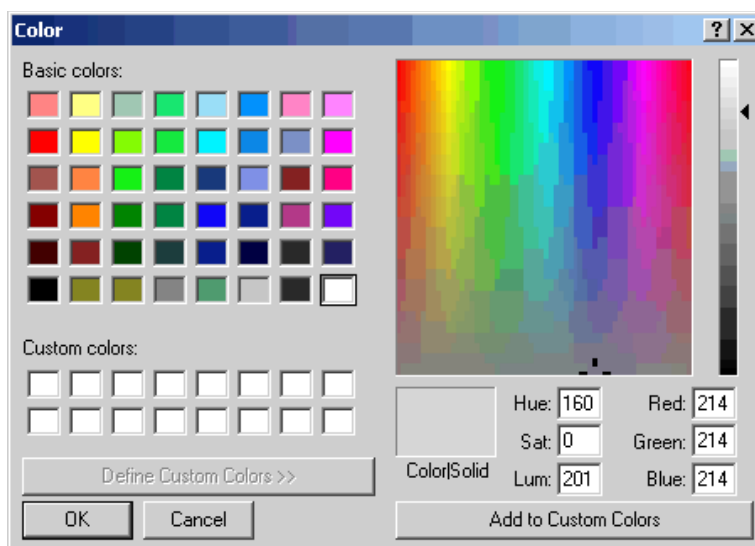 Color
Basic colors:
Custom colors:
Define Custom Colors >>
OK Cancel
Color|Solid
Hue: 160 Red: 214
Sat: 0 Green: 214
Lum: 201 Blue: 214
Add to Custom Colors